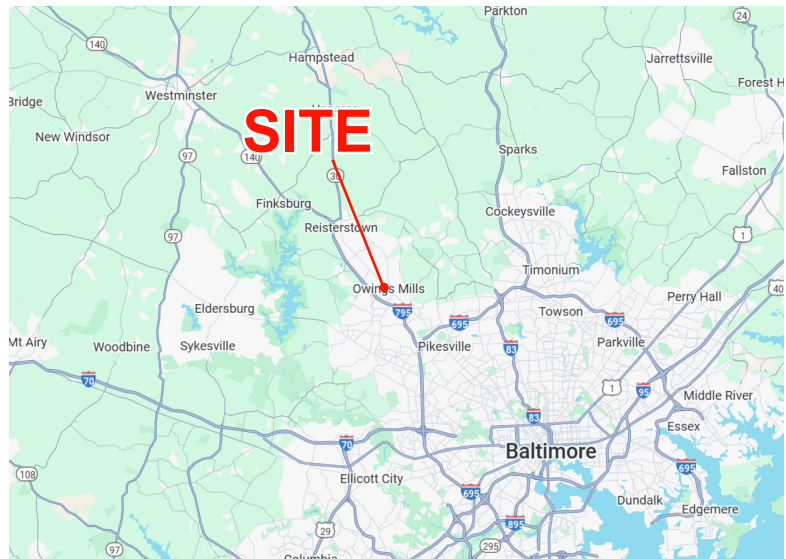 Parkton
24
140
Hampstead
Jarrettsville
Forest H
Westminster
Bridge
SITE
New Windsor
97
140
30
Sparks
Fallston
Finksburg
Cockeysville
Reisterstown
1
97
Timonium
Owings Mills
Perry Hall
40
795
Eldersburg
695
Towson
695
Mt Airy
Woodbine
Sykesville
Pikesville
83
Parkville
70
1
95
Middle River
83
Essex
70
Baltimore
108
Ellicott City
695
695
Dundalk
Edgemere
29
895
97
295
Columbia